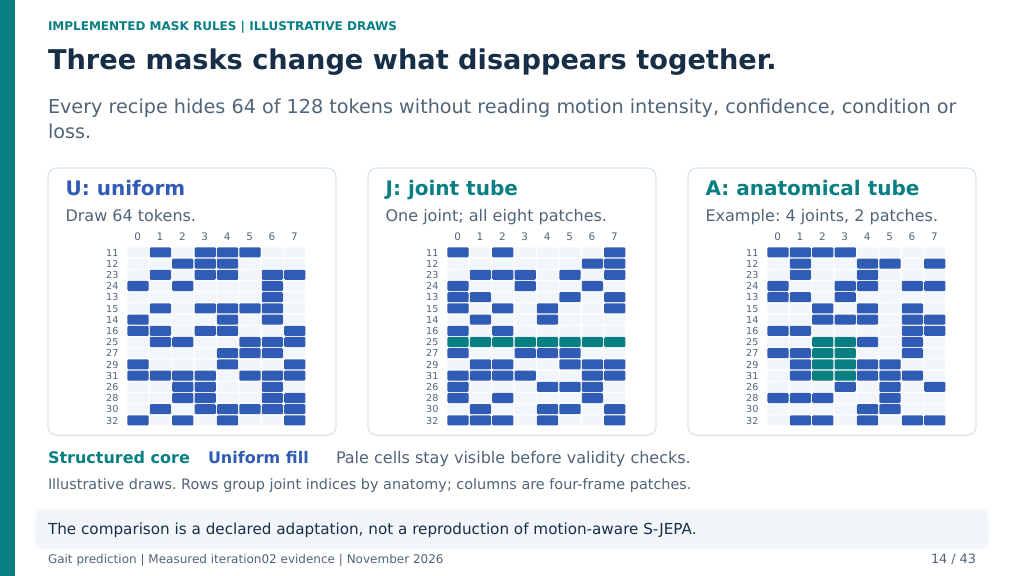 IMPLEMENTED MASK RULES | ILLUSTRATIVE DRAWS
Three masks change what disappears together.
Every recipe hides 64 of 128 tokens without reading motion intensity, confidence, condition or
loss.
U: uniform
Draw 64 tokens.
0 1 2 3 4 5 6 7
11
12
23
24
13
15
14
16
25
27
29
31
26
28
30
32
J: joint tube
One joint; all eight patches.
0 1 2 3 4 5 6 7
11
12
23
24
13
15
14
16
25
27
29
31
26
28
30
32
A: anatomical tube
Example: 4 joints, 2 patches.
0 1 2 3 4 5 6 7
11
12
23
24
13
15
14
16
25
27
29
31
26
28
30
32
Structured core Uniform fill Pale cells stay visible before validity checks.
Illustrative draws. Rows group joint indices by anatomy; columns are four-frame patches.
The comparison is a declared adaptation, not a reproduction of motion-aware S-JEPA.
Gait prediction | Measured iteration02 evidence | November 2026 14 / 43